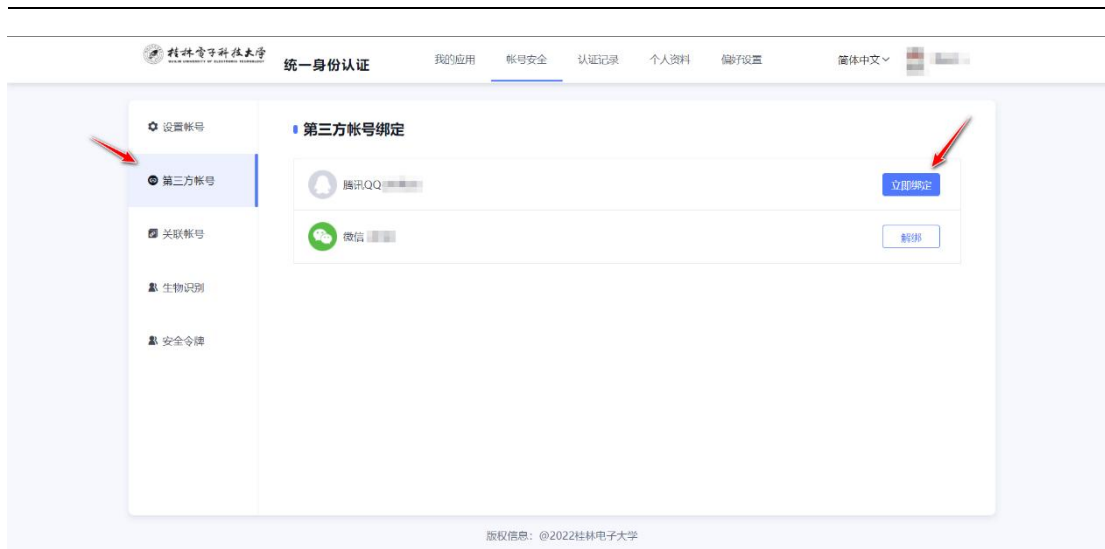 桂林电子科技大学
统一身份认证
我的应用 帐号安全 认证记录 个人资料 偏好设置 简体中文
设置帐号
第三方帐号
关联帐号
生物识别
安全令牌
第三方帐号绑定
腾讯QQ
立即绑定
微信
解绑
版权信息：@2022桂林电子大学